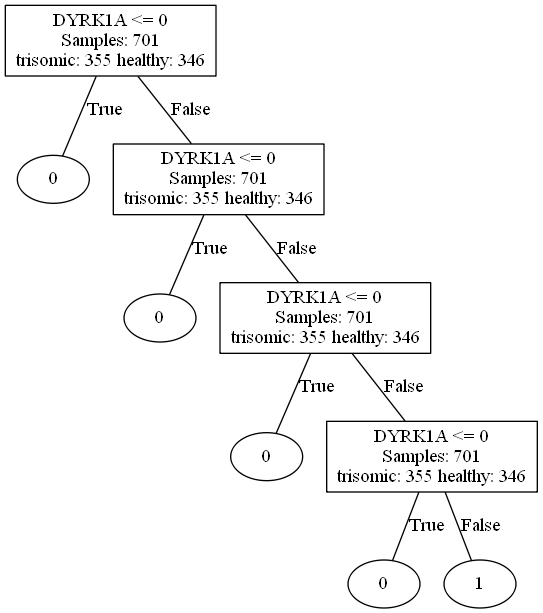 DYRK1A <= 0
Samples: 701
trisomic: 355 healthy: 346
True
False
0
DYRK1A <= 0
Samples: 701
trisomic: 355 healthy: 346
True
False
0
DYRK1A <= 0
Samples: 701
trisomic: 355 healthy: 346
True
False
0
DYRK1A <= 0
Samples: 701
trisomic: 355 healthy: 346
True
False
0
1